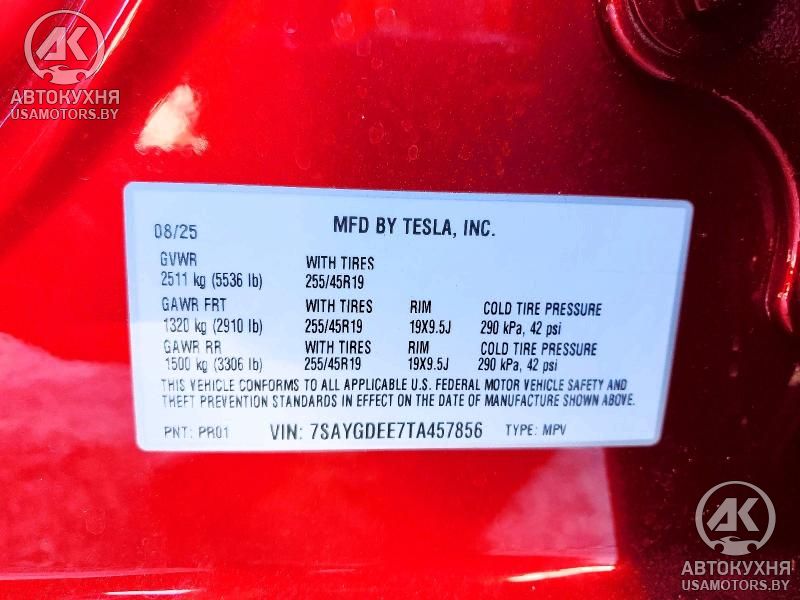 AK
АВТОКУХНЯ
USAMOTORS.BY
08/25 MFD BY TESLA, INC.
GVWR WITH TIRES
2511 kg (5536 lb) 255/45R19
GAWR FRT WITH TIRES RIM COLD TIRE PRESSURE
1320 kg (2910 lb) 255/45R19 19X9.5J 290 kPa, 42 psi
GAWR RR WITH TIRES RIM COLD TIRE PRESSURE
1500 kg (3306 lb) 255/45R19 19X9.5J 290 kPa, 42 psi
THIS VEHICLE CONFORMS TO ALL APPLICABLE U.S. FEDERAL MOTOR VEHICLE SAFETY AND
THEFT PREVENTION STANDARDS IN EFFECT ON THE DATE OF MANUFACTURE SHOWN ABOVE.
PNT: PR01 VIN: 7SAYGDEE7TA457856 TYPE: MPV
AK
АВТОКУХНЯ
USAMOTORS.BY